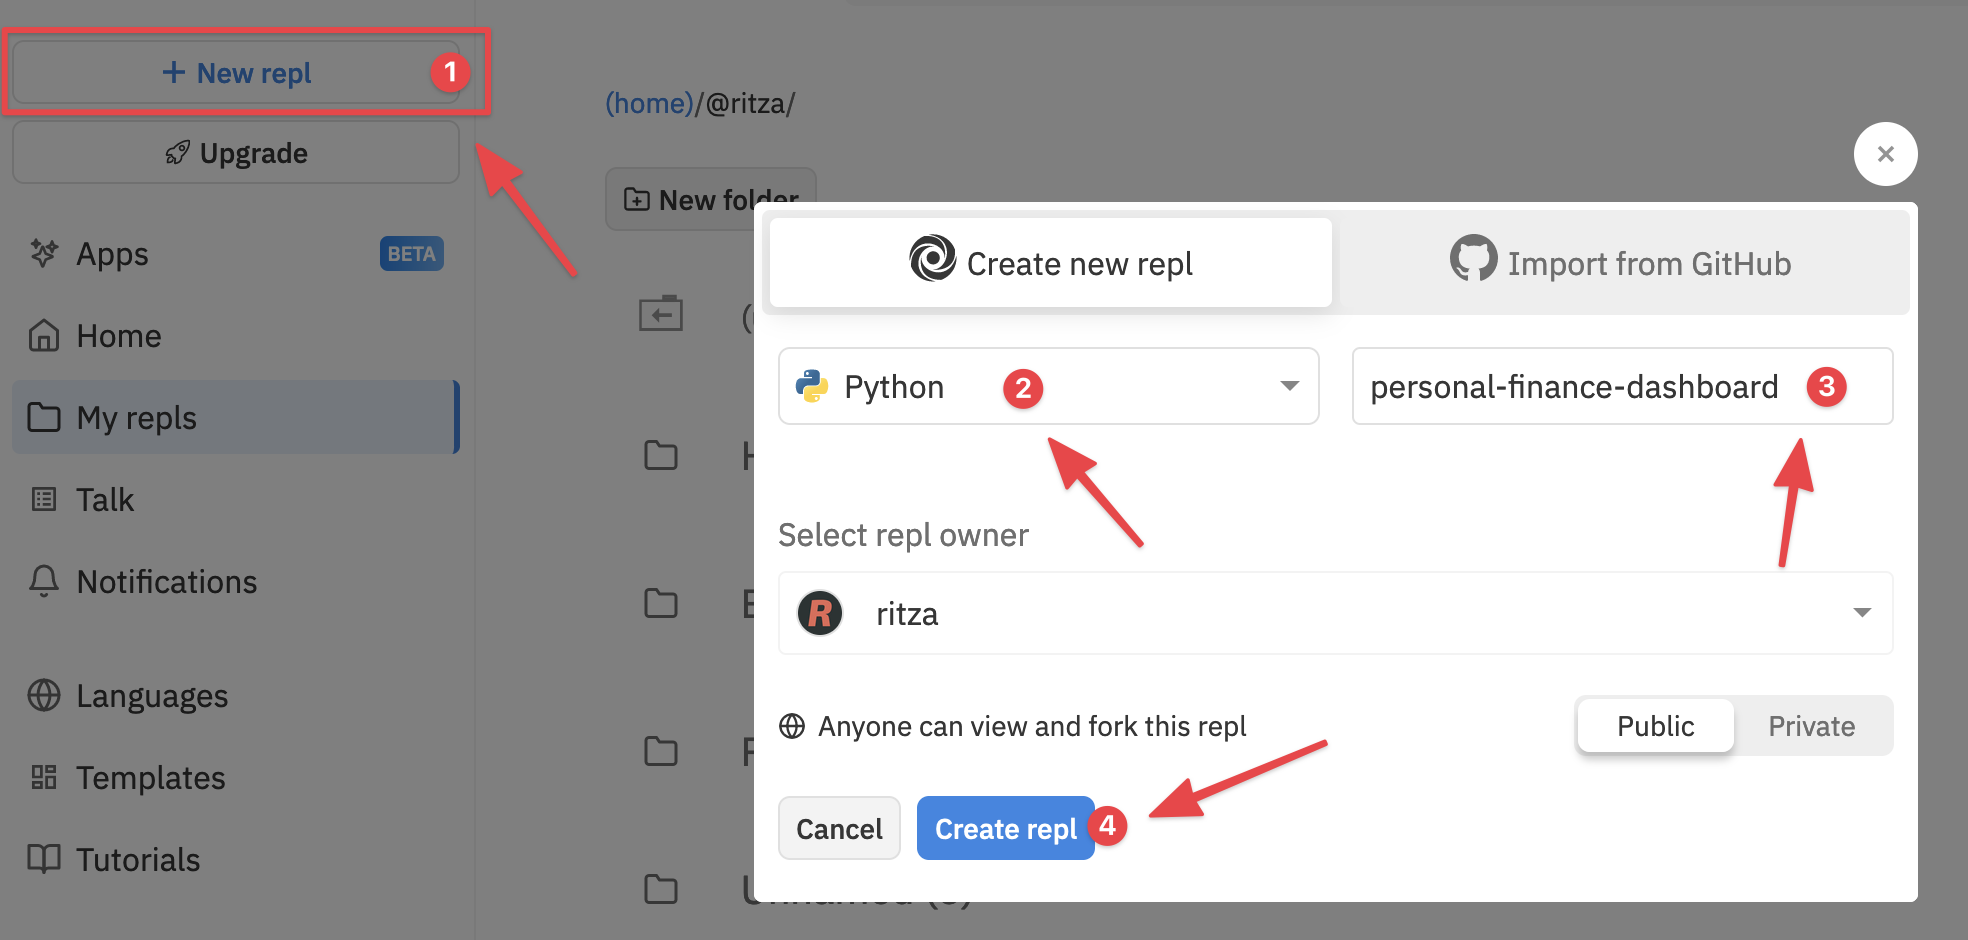 + New repl 1
Upgrade
Apps BETA
Home
My repls
Talk
Notifications
Languages
Templates
Tutorials
(home)/@ritza/
New folder
Create new repl
Import from GitHub
Python 2
personal-finance-dashboard 3
Select repl owner
R ritza
Anyone can view and fork this repl
Public Private
Cancel
Create repl 4